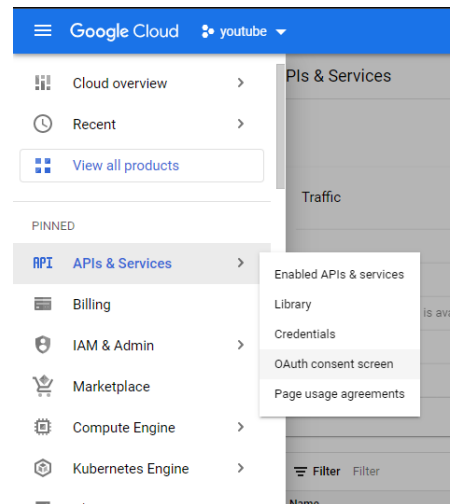 Google Cloud youtube
Cloud overview
PIs & Services
Recent
View all products
Traffic
PINNED
API APIs & Services
Enabled APIs & services
Billing
Library
is ava
Credentials
IAM & Admin
OAuth consent screen
Marketplace
Page usage agreements
Compute Engine
Kubernetes Engine
Filter Filter
Name